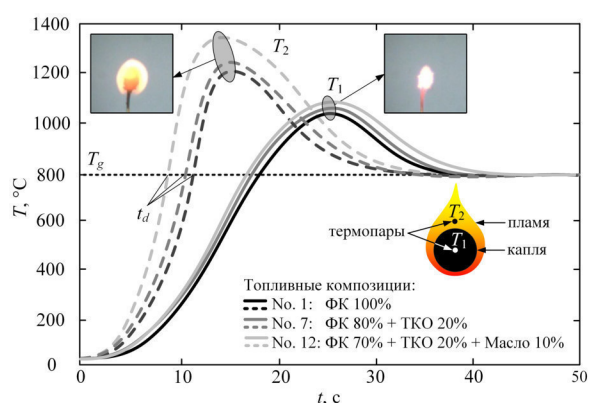 1400
1200
1000
800
600
400
200
0
T, °C
T₂
T₁
T_g
t_d
T₂
T₁
термопары
пламя
капля
Топливные композиции:
No. 1: ФК 100%
No. 7: ФК 80% + ТКО 20%
No. 12: ФК 70% + ТКО 20% + Масло 10%
0 10 20 30 40 50
t, с